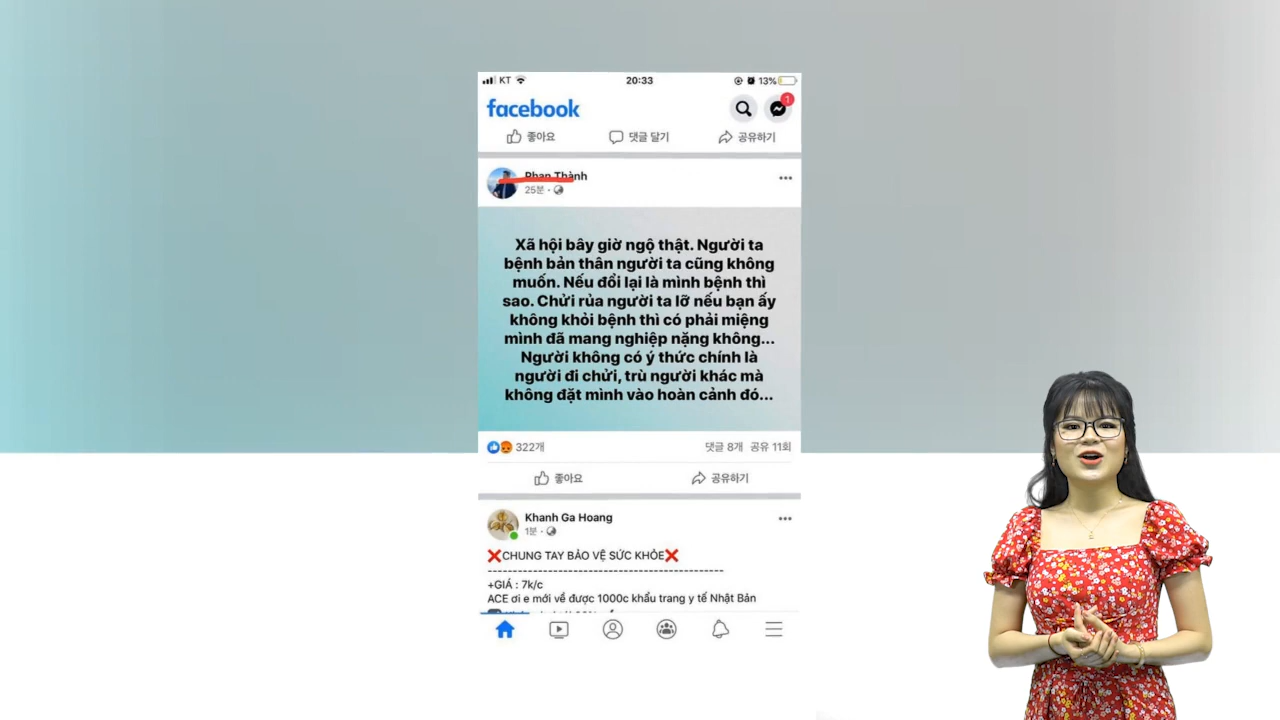 KT 20:33 13%
facebook 1
좋아요 댓글 달기 공유하기
Phan Thành
25분 ·
Xã hội bây giờ ngộ thật. Người ta
bệnh bản thân người ta cũng không
muốn. Nếu đổi lại là mình bệnh thì
sao. Chửi rủa người ta lỡ nếu bạn ấy
không khỏi bệnh thì có phải miệng
mình đã mang nghiệp nặng không...
Người không có ý thức chính là
người đi chửi, trù người khác mà
không đặt mình vào hoàn cảnh đó...
322개 댓글 8개 공유 11회
좋아요 공유하기
Khanh Ga Hoang
1분 ·
❌CHUNG TAY BẢO VỆ SỨC KHỎE❌
+GIÁ : 7k/c
ACE ơi e mới về được 1000c khẩu trang y tế Nhật Bản